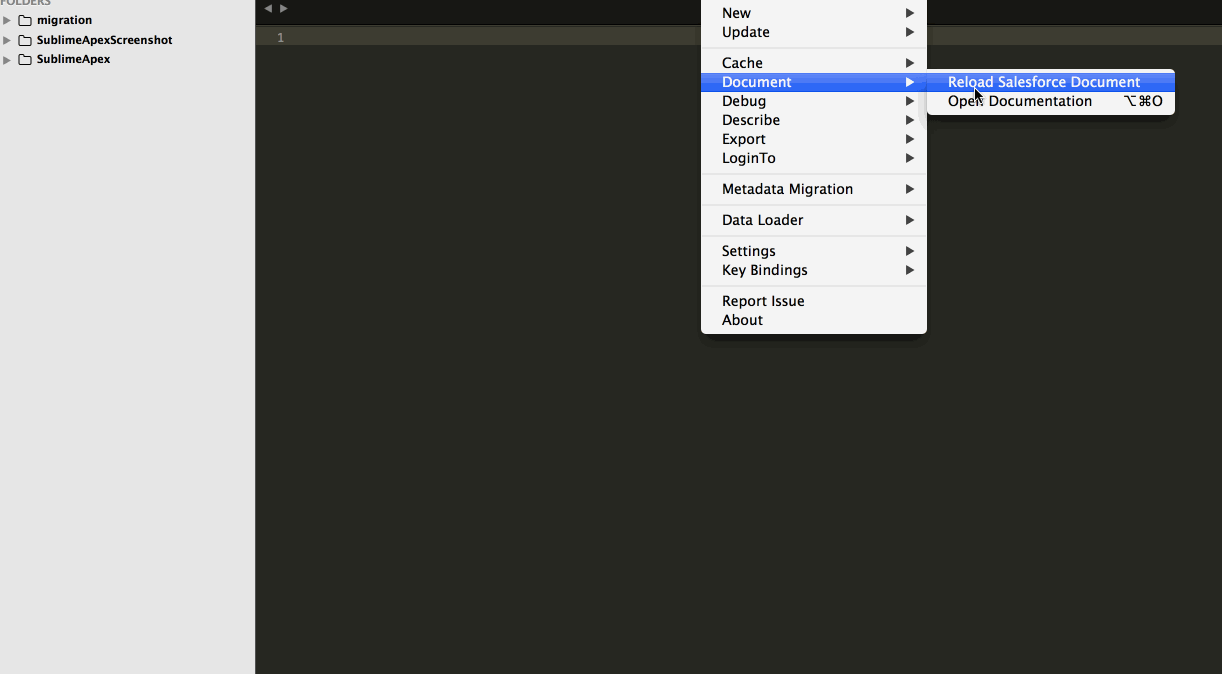 FOLDERS
migration
SublimeApexScreenshot
SublimeApex
1
New
Update
Cache
Document
Debug
Describe
Export
LoginTo
Metadata Migration
Data Loader
Settings
Key Bindings
Report Issue
About
Reload Salesforce Document
Open Documentation ⌥⌘O